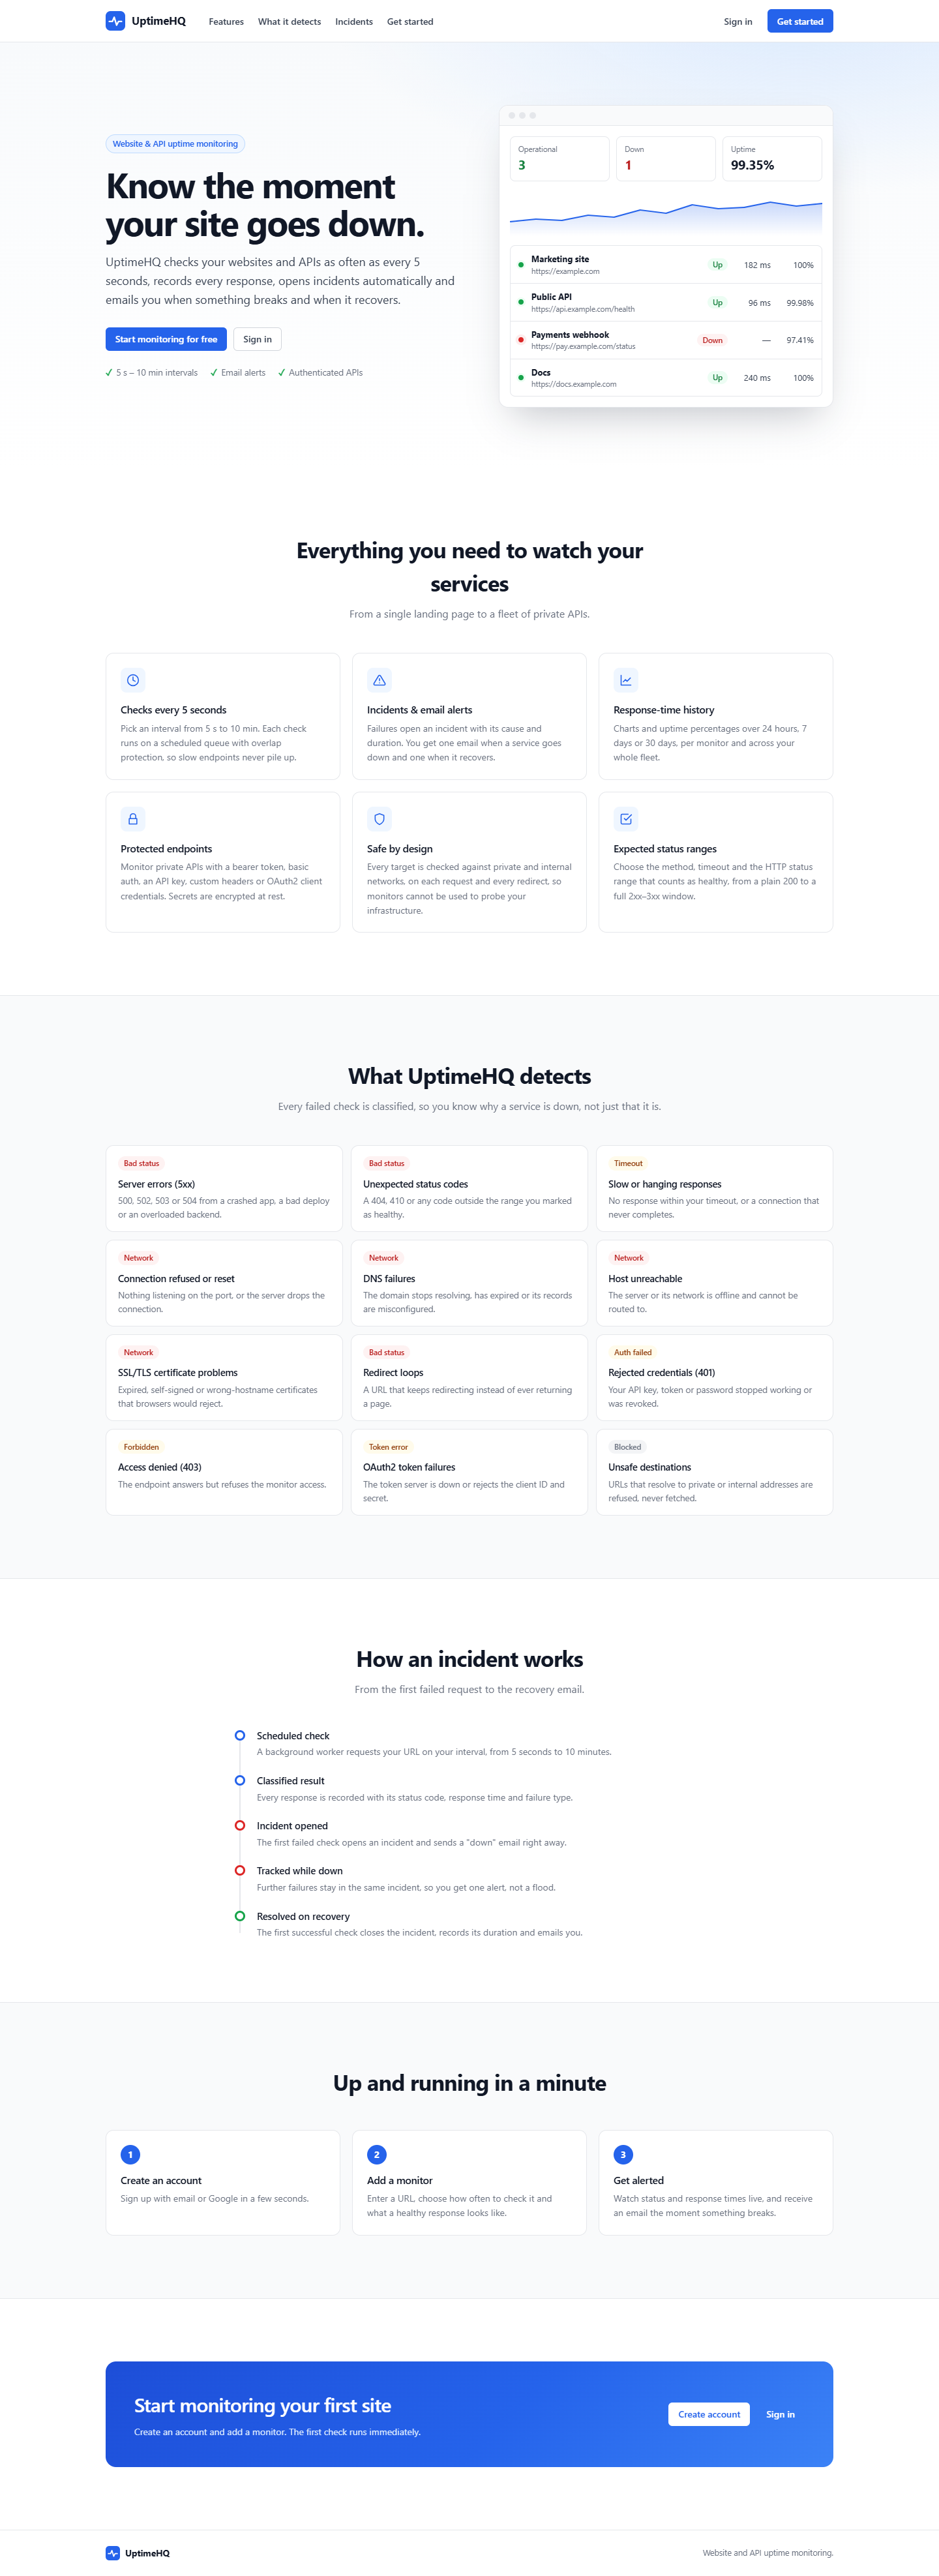 UptimeHQ
Features
What it detects
Incidents
Get started
Sign in
Get started
Website & API uptime monitoring
Know the moment
your site goes down.
UptimeHQ checks your websites and APIs as often as every 5
seconds, records every response, opens incidents automatically and
emails you when something breaks and when it recovers.
Start monitoring for free
Sign in
✓ 5 s – 10 min intervals
✓ Email alerts
✓ Authenticated APIs
Operational
3
Down
1
Uptime
99.35%
Marketing site
https://example.com
Up
182 ms
100%
Public API
https://api.example.com/health
Up
96 ms
99.98%
Payments webhook
https://pay.example.com/status
Down
—
97.41%
Docs
https://docs.example.com
Up
240 ms
100%
Everything you need to watch your
services
From a single landing page to a fleet of private APIs.
Checks every 5 seconds
Pick an interval from 5 s to 10 min. Each check
runs on a scheduled queue with overlap
protection, so slow endpoints never pile up.
Incidents & email alerts
Failures open an incident with its cause and
duration. You get one email when a service goes
down and one when it recovers.
Response-time history
Charts and uptime percentages over 24 hours, 7
days or 30 days, per monitor and across your
whole fleet.
Protected endpoints
Monitor private APIs with a bearer token, basic
auth, an API key, custom headers or OAuth2 client
credentials. Secrets are encrypted at rest.
Safe by design
Every target is checked against private and internal
networks, on each request and every redirect, so
monitors cannot be used to probe your
infrastructure.
Expected status ranges
Choose the method, timeout and the HTTP status
range that counts as healthy, from a plain 200 to a
full 2xx–3xx window.
What UptimeHQ detects
Every failed check is classified, so you know why a service is down, not just that it is.
Bad status
Server errors (5xx)
500, 502, 503 or 504 from a crashed app, a bad deploy
or an overloaded backend.
Bad status
Unexpected status codes
A 404, 410 or any code outside the range you marked
as healthy.
Timeout
Slow or hanging responses
No response within your timeout, or a connection that
never completes.
Network
Connection refused or reset
Nothing listening on the port, or the server drops the
connection.
Network
DNS failures
The domain stops resolving, has expired or its records
are misconfigured.
Network
Host unreachable
The server or its network is offline and cannot be
routed to.
Network
SSL/TLS certificate problems
Expired, self-signed or wrong-hostname certificates
that browsers would reject.
Bad status
Redirect loops
A URL that keeps redirecting instead of ever returning
a page.
Auth failed
Rejected credentials (401)
Your API key, token or password stopped working or
was revoked.
Forbidden
Access denied (403)
The endpoint answers but refuses the monitor access.
Token error
OAuth2 token failures
The token server is down or rejects the client ID and
secret.
Blocked
Unsafe destinations
URLs that resolve to private or internal addresses are
refused, never fetched.
How an incident works
From the first failed request to the recovery email.
Scheduled check
A background worker requests your URL on your interval, from 5 seconds to 10 minutes.
Classified result
Every response is recorded with its status code, response time and failure type.
Incident opened
The first failed check opens an incident and sends a "down" email right away.
Tracked while down
Further failures stay in the same incident, so you get one alert, not a flood.
Resolved on recovery
The first successful check closes the incident, records its duration and emails you.
Up and running in a minute
1
Create an account
Sign up with email or Google in a few seconds.
2
Add a monitor
Enter a URL, choose how often to check it and
what a healthy response looks like.
3
Get alerted
Watch status and response times live, and receive
an email the moment something breaks.
Start monitoring your first site
Create an account and add a monitor. The first check runs immediately.
Create account
Sign in
UptimeHQ
Website and API uptime monitoring.